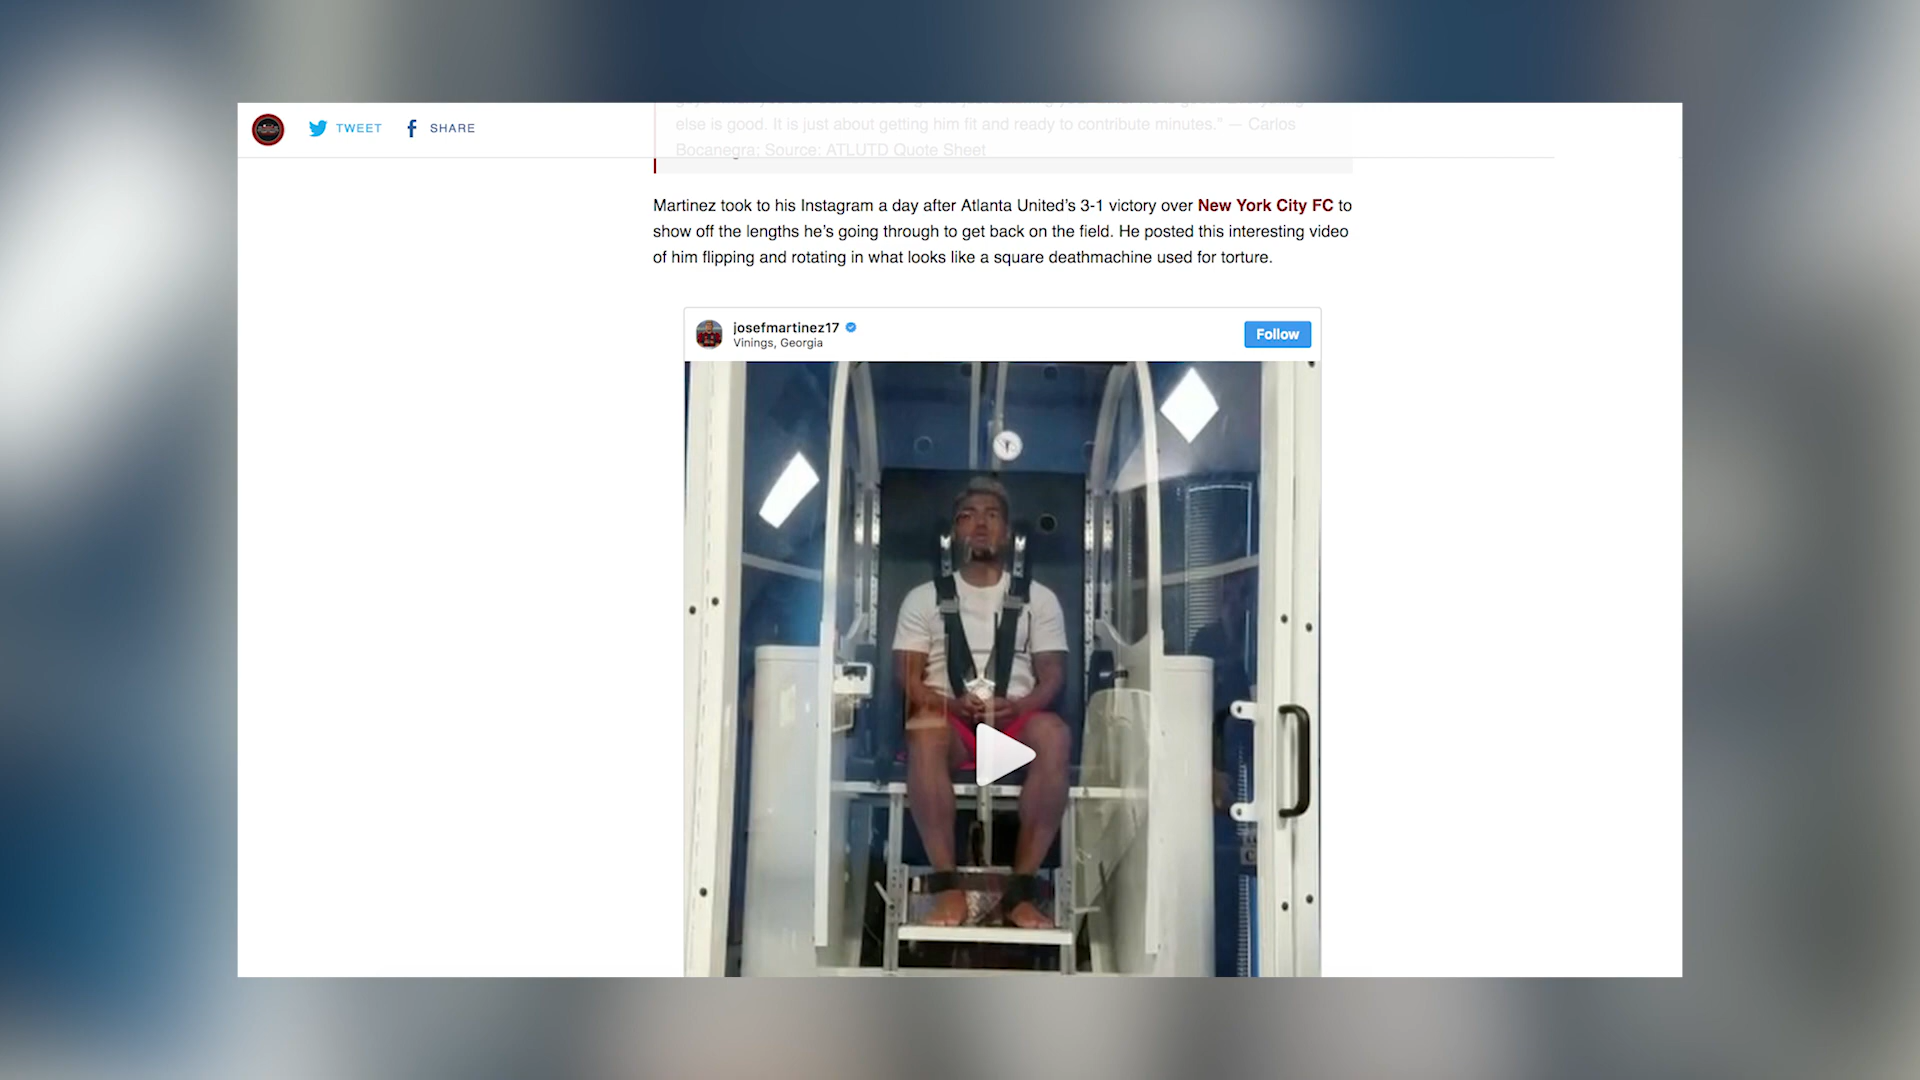 TWEET
SHARE
else is good. It is just about getting him fit and ready to contribute minutes.” — Carlos
Bocanegra; Source: ATLUTD Quote Sheet
Martinez took to his Instagram a day after Atlanta United’s 3-1 victory over New York City FC to
show off the lengths he’s going through to get back on the field. He posted this interesting video
of him flipping and rotating in what looks like a square deathmachine used for torture.
josefmartinez17
Vinings, Georgia
Follow